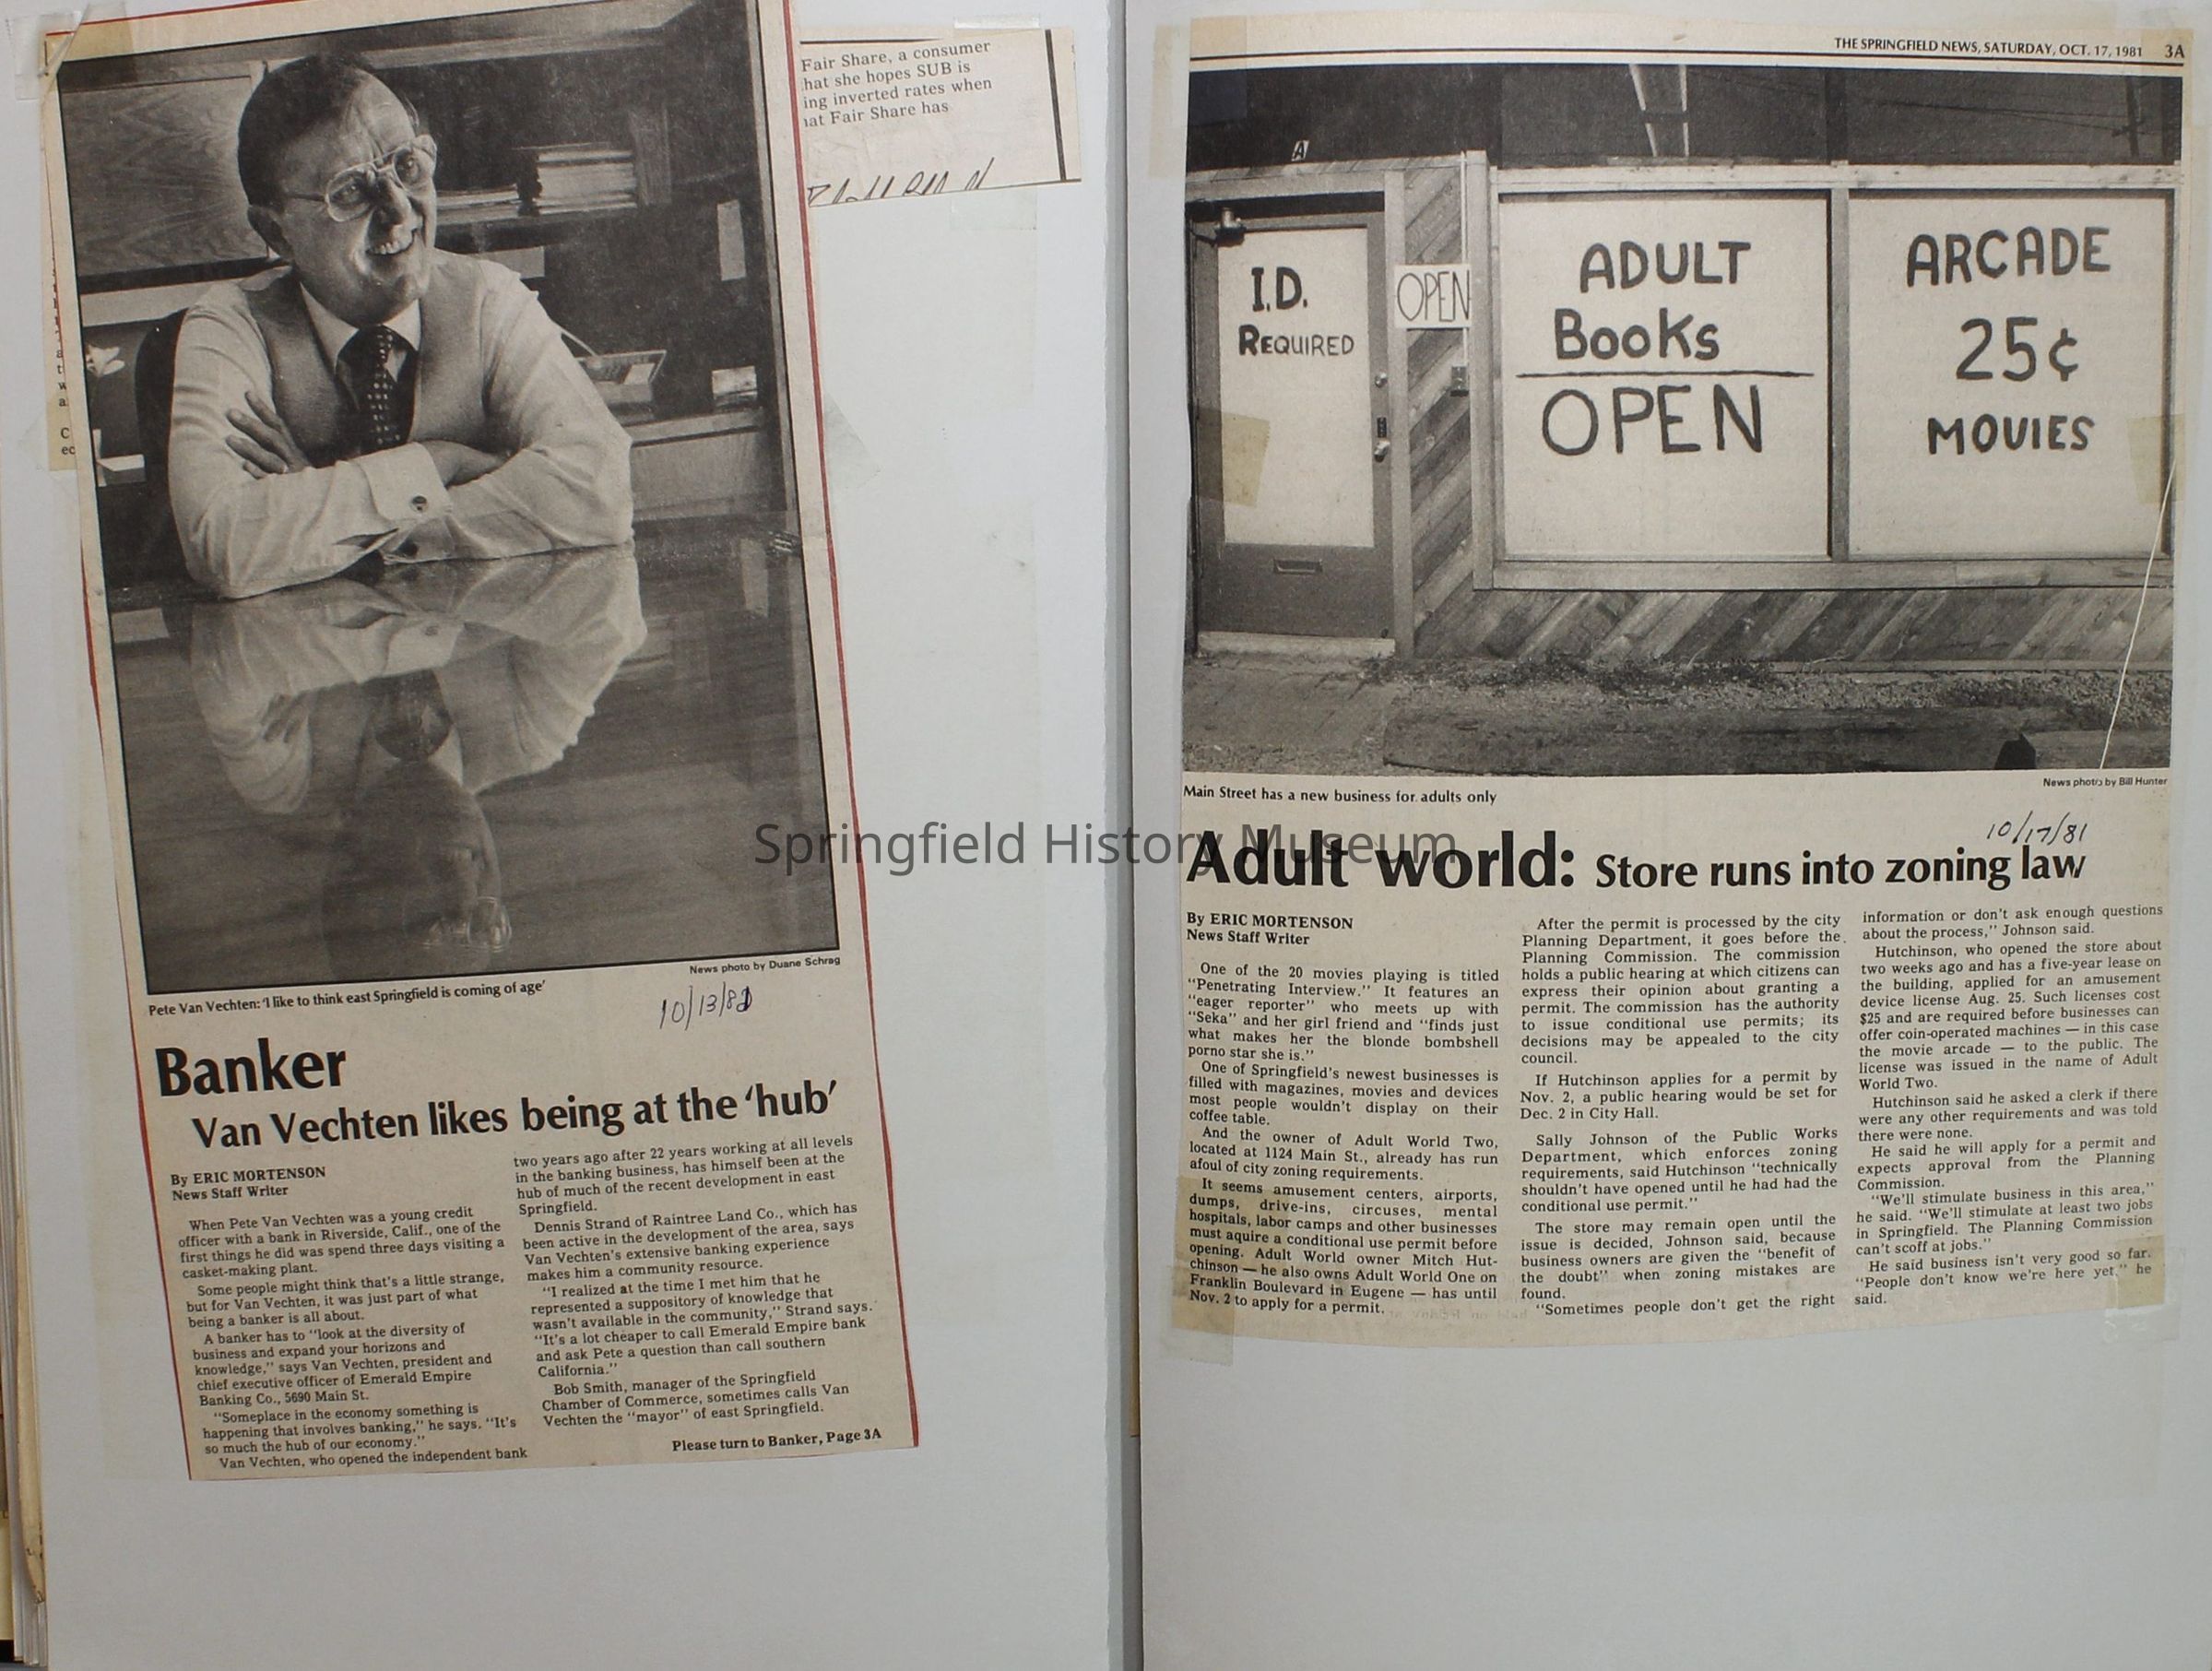 Fair Share, a consumer
hat she hopes SUB is
ing inverted rates when
at Fair Share has
News photo by Duane Schrag
Pete Van Vechten: 'I like to think east Springfield is coming of age'
10/13/81
Banker
Van Vechten likes being at the 'hub'
By ERIC MORTENSON
News Staff Writer
When Pete Van Vechten was a young credit
officer with a bank in Riverside, Calif., one of the
first things he did was spend three days visiting a
casket-making plant.
Some people might think that's a little strange,
but for Van Vechten, it was just part of what
being a banker is all about.
A banker has to "look at the diversity of
business and expand your horizons and
knowledge," says Van Vechten, president and
chief executive officer of Emerald Empire
Banking Co., 5690 Main St.
"Someplace in the economy something is
happening that involves banking," he says. "It's
so much the hub of our economy."
Van Vechten, who opened the independent bank
two years ago after 22 years working at all levels
in the banking business, has himself been at the
hub of much of the recent development in east
Springfield.
Dennis Strand of Raintree Land Co., which has
been active in the development of the area, says
Van Vechten's extensive banking experience
makes him a community resource.
"I realized at the time I met him that he
represented a suppository of knowledge that
wasn't available in the community," Strand says.
"It's a lot cheaper to call Emerald Empire bank
and ask Pete a question than call southern
California."
Bob Smith, manager of the Springfield
Chamber of Commerce, sometimes calls Van
Vechten the "mayor" of east Springfield.
Please turn to Banker, Page 3A
Springfield History Museum
THE SPRINGFIELD NEWS, SATURDAY, OCT. 17, 1981 3A
A
I.D.
REQUIRED
OPEN
ADULT
BOOKS
OPEN
ARCADE
25¢
MOVIES
News photo by Bill Hunter
Main Street has a new business for adults only
10/17/81
Adult world: Store runs into zoning law
By ERIC MORTENSON
News Staff Writer
One of the 20 movies playing is titled
"Penetrating Interview." It features an
"eager reporter" who meets up with
"Seka" and her girl friend and "finds just
what makes her the blonde bombshell
porno star she is."
One of Springfield's newest businesses is
filled with magazines, movies and devices
most people wouldn't display on their
coffee table.
And the owner of Adult World Two,
located at 1124 Main St., already has run
afoul of city zoning requirements.
It seems amusement centers, airports,
dumps, drive-ins, circuses, mental
hospitals, labor camps and other businesses
must aquire a conditional use permit before
opening. Adult World owner Mitch Hut-
chinson — he also owns Adult World One on
Franklin Boulevard in Eugene — has until
Nov. 2 to apply for a permit.
After the permit is processed by the city
Planning Department, it goes before the
Planning Commission. The commission
holds a public hearing at which citizens can
express their opinion about granting a
permit. The commission has the authority
to issue conditional use permits; its
decisions may be appealed to the city
council.
If Hutchinson applies for a permit by
Nov. 2, a public hearing would be set for
Dec. 2 in City Hall.
Sally Johnson of the Public Works
Department, which enforces zoning
requirements, said Hutchinson "technically
shouldn't have opened until he had had the
conditional use permit."
The store may remain open until the
issue is decided, Johnson said, because
business owners are given the "benefit of
the doubt" when zoning mistakes are
found.
"Sometimes people don't get the right
information or don't ask enough questions
about the process," Johnson said.
Hutchinson, who opened the store about
two weeks ago and has a five-year lease on
the building, applied for an amusement
device license Aug. 25. Such licenses cost
$25 and are required before businesses can
offer coin-operated machines — in this case
the movie arcade — to the public. The
license was issued in the name of Adult
World Two.
Hutchinson said he asked a clerk if there
were any other requirements and was told
there were none.
He said he will apply for a permit and
expects approval from the Planning
Commission.
"We'll stimulate business in this area,"
he said. "We'll stimulate at least two jobs
in Springfield. The Planning Commission
can't scoff at jobs."
He said business isn't very good so far.
"People don't know we're here yet," he
said.